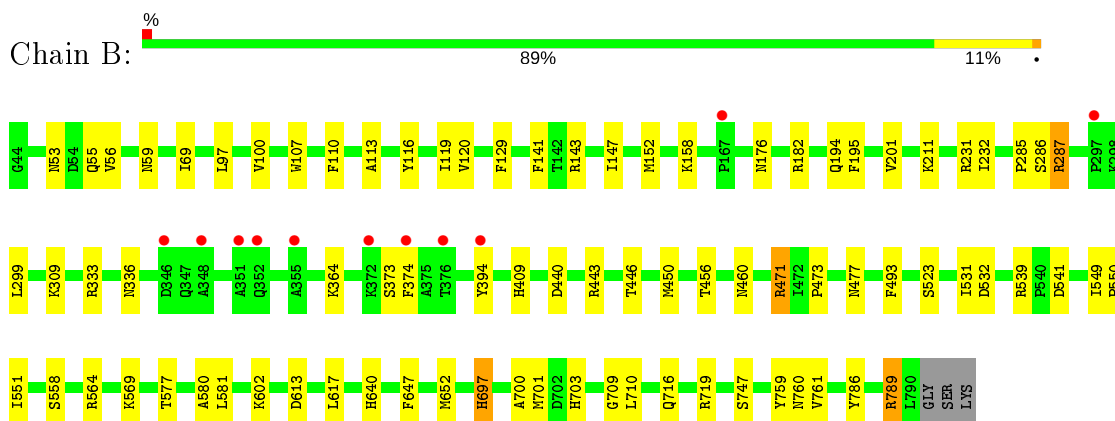 %
Chain B:
89% 11% •
G44 N53 D54 Q55 V56 N59 I69 L97 V100 W107 F110 A113 Y116 I119 V120 F129 F141 T142 R143 I147 M152 K158 P167 N176 R182 Q194 F195 V201 K211 R231 I232 P285 S286 R287 P297 K298
L299 K309 R333 N336 D346 Q347 A348 A351 Q352 A355 K364 K372 S373 F374 A375 T376 Y394 H409 D440 R443 T446 M450 T456 N460 R471 I472 P473 N477 F493 S523 I531 D532 R539 P540 D541 I549 P550
I551 S558 R564 K569 T577 A580 L581 K602 D613 L617 H640 F647 M652 H697 A700 M701 D702 H703 G709 L710 Q716 R719 S747 Y759 N760 V761 Y786 R789 L790 GLY SER LYS